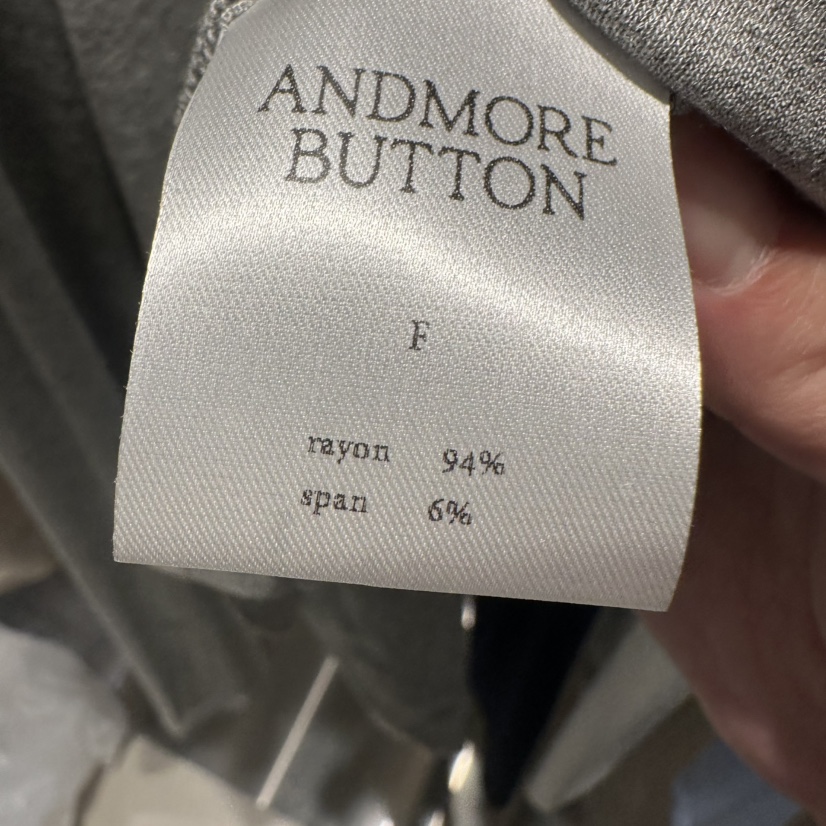 ANDMORE
BUTTON
F
rayon 94%
span 6%